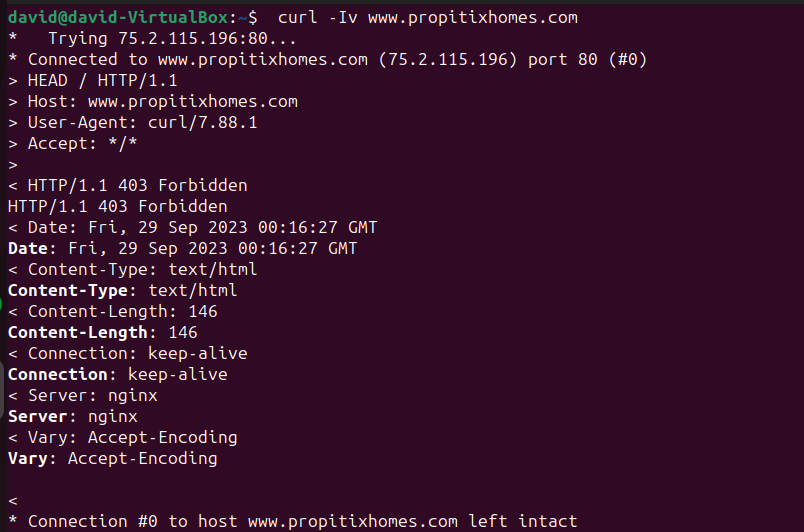 david@david-VirtualBox:~$  curl -Iv www.propitixhomes.com
*   Trying 75.2.115.196:80...
* Connected to www.propitixhomes.com (75.2.115.196) port 80 (#0)
> HEAD / HTTP/1.1
> Host: www.propitixhomes.com
> User-Agent: curl/7.88.1
> Accept: */*
>
< HTTP/1.1 403 Forbidden
HTTP/1.1 403 Forbidden
< Date: Fri, 29 Sep 2023 00:16:27 GMT
Date: Fri, 29 Sep 2023 00:16:27 GMT
< Content-Type: text/html
Content-Type: text/html
< Content-Length: 146
Content-Length: 146
< Connection: keep-alive
Connection: keep-alive
< Server: nginx
Server: nginx
< Vary: Accept-Encoding
Vary: Accept-Encoding

<
* Connection #0 to host www.propitixhomes.com left intact